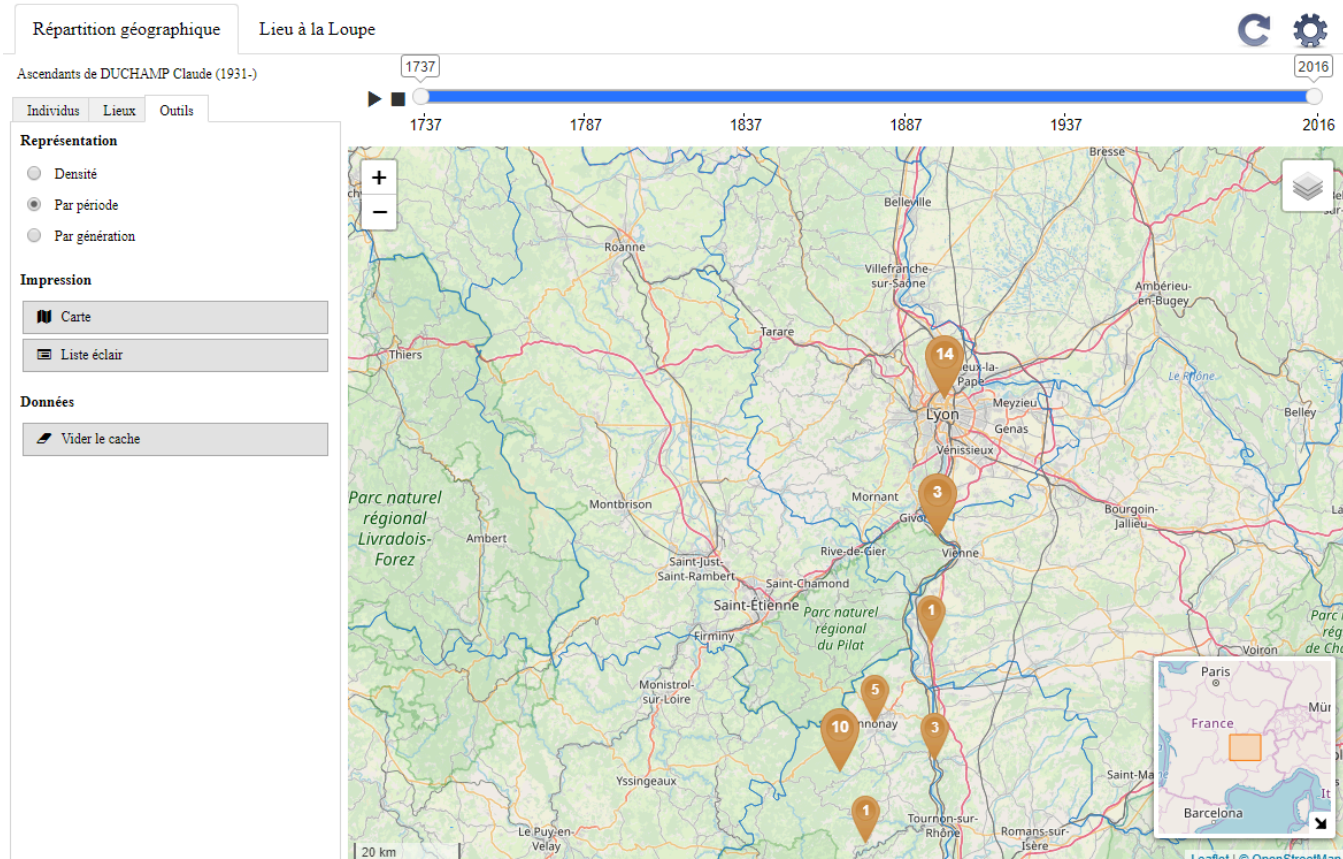 Répartition géographique
Lieu à la Loupe
Ascendants de DUCHAMP Claude (1931-)
Individus
Lieux
Outils
Représentation
Densité
Par période
Par génération
Impression
Carte
Liste éclair
Données
Vider le cache
1737
2016
1737
1787
1837
1887
1937
2016
+
−
Bresse
Belleville
Roanne
Villefranche-
sur-Saône
Ambérieu-
en-Bugey
Tarare
Thiers
14
Pape
Le Rhône
Meyzieu
Lyon
Belley
Genas
Vénissieux
Parc naturel
régional
Livradois-
Forez
Montbrison
Mornant
3
Bourgoin-
Jallieu
Ambert
Rive-de-Gier
Vienne
Saint-Just-
Saint-Rambert
Saint-Chamond
Saint-Étienne
Parc naturel
régional
du Pilat
1
Firminy
Voiron
Monistrol-
sur-Loire
5
10
nnonay
3
Yssingeaux
1
Le Puy-en-
Velay
Tournon-sur-
Rhône
Romans-sur-
Isère
20 km
Paris
France
Barcelona
Leaflet | © OpenStreetMap